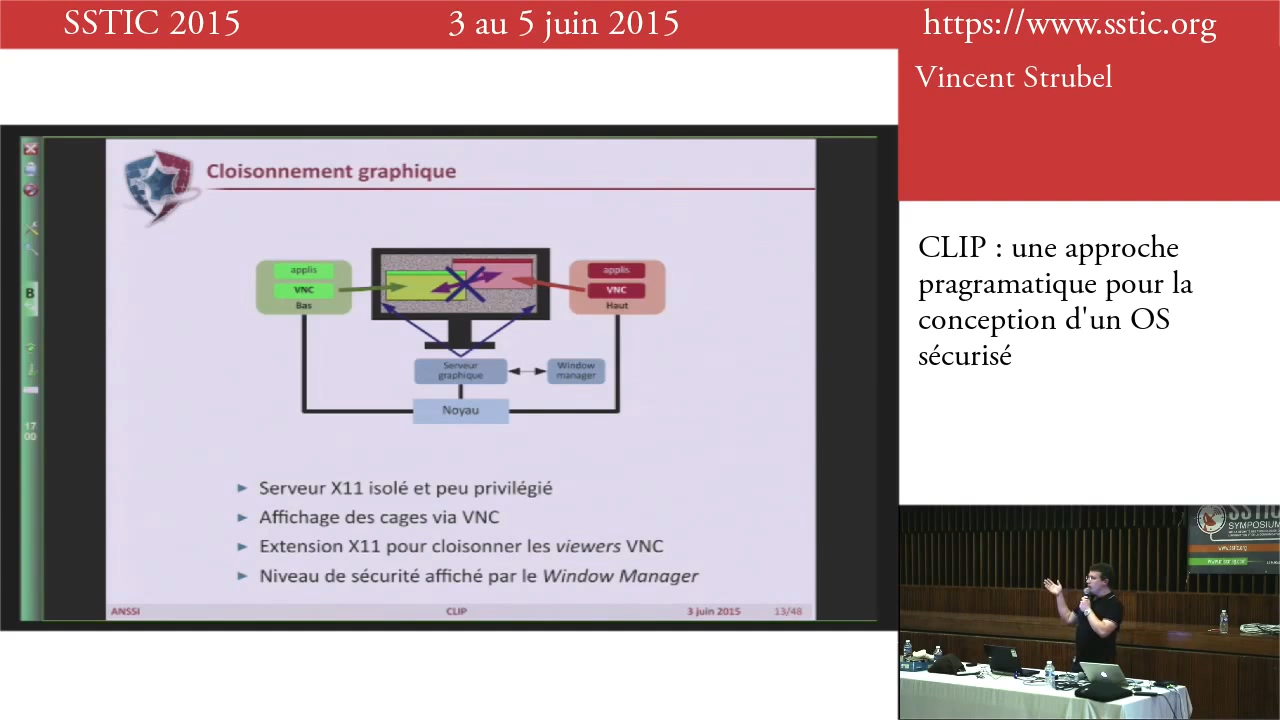 SSTIC 2015
3 au 5 juin 2015
https://www.sstic.org
Vincent Strubel
CLIP : une approche
pragramatique pour la
conception d'un OS
sécurisé
Cloisonnement graphique
applis
VNC
Bas
applis
VNC
Haut
Serveur
graphique
Window
manager
Noyau
Serveur X11 isolé et peu privilégié
Affichage des cages via VNC
Extension X11 pour cloisonner les viewers VNC
Niveau de sécurité affiché par le Window Manager
ANSSI
CLIP
3 juin 2015
13/48
B
17
00
SSTIC
SYMPOSIUM
www.sstic.org